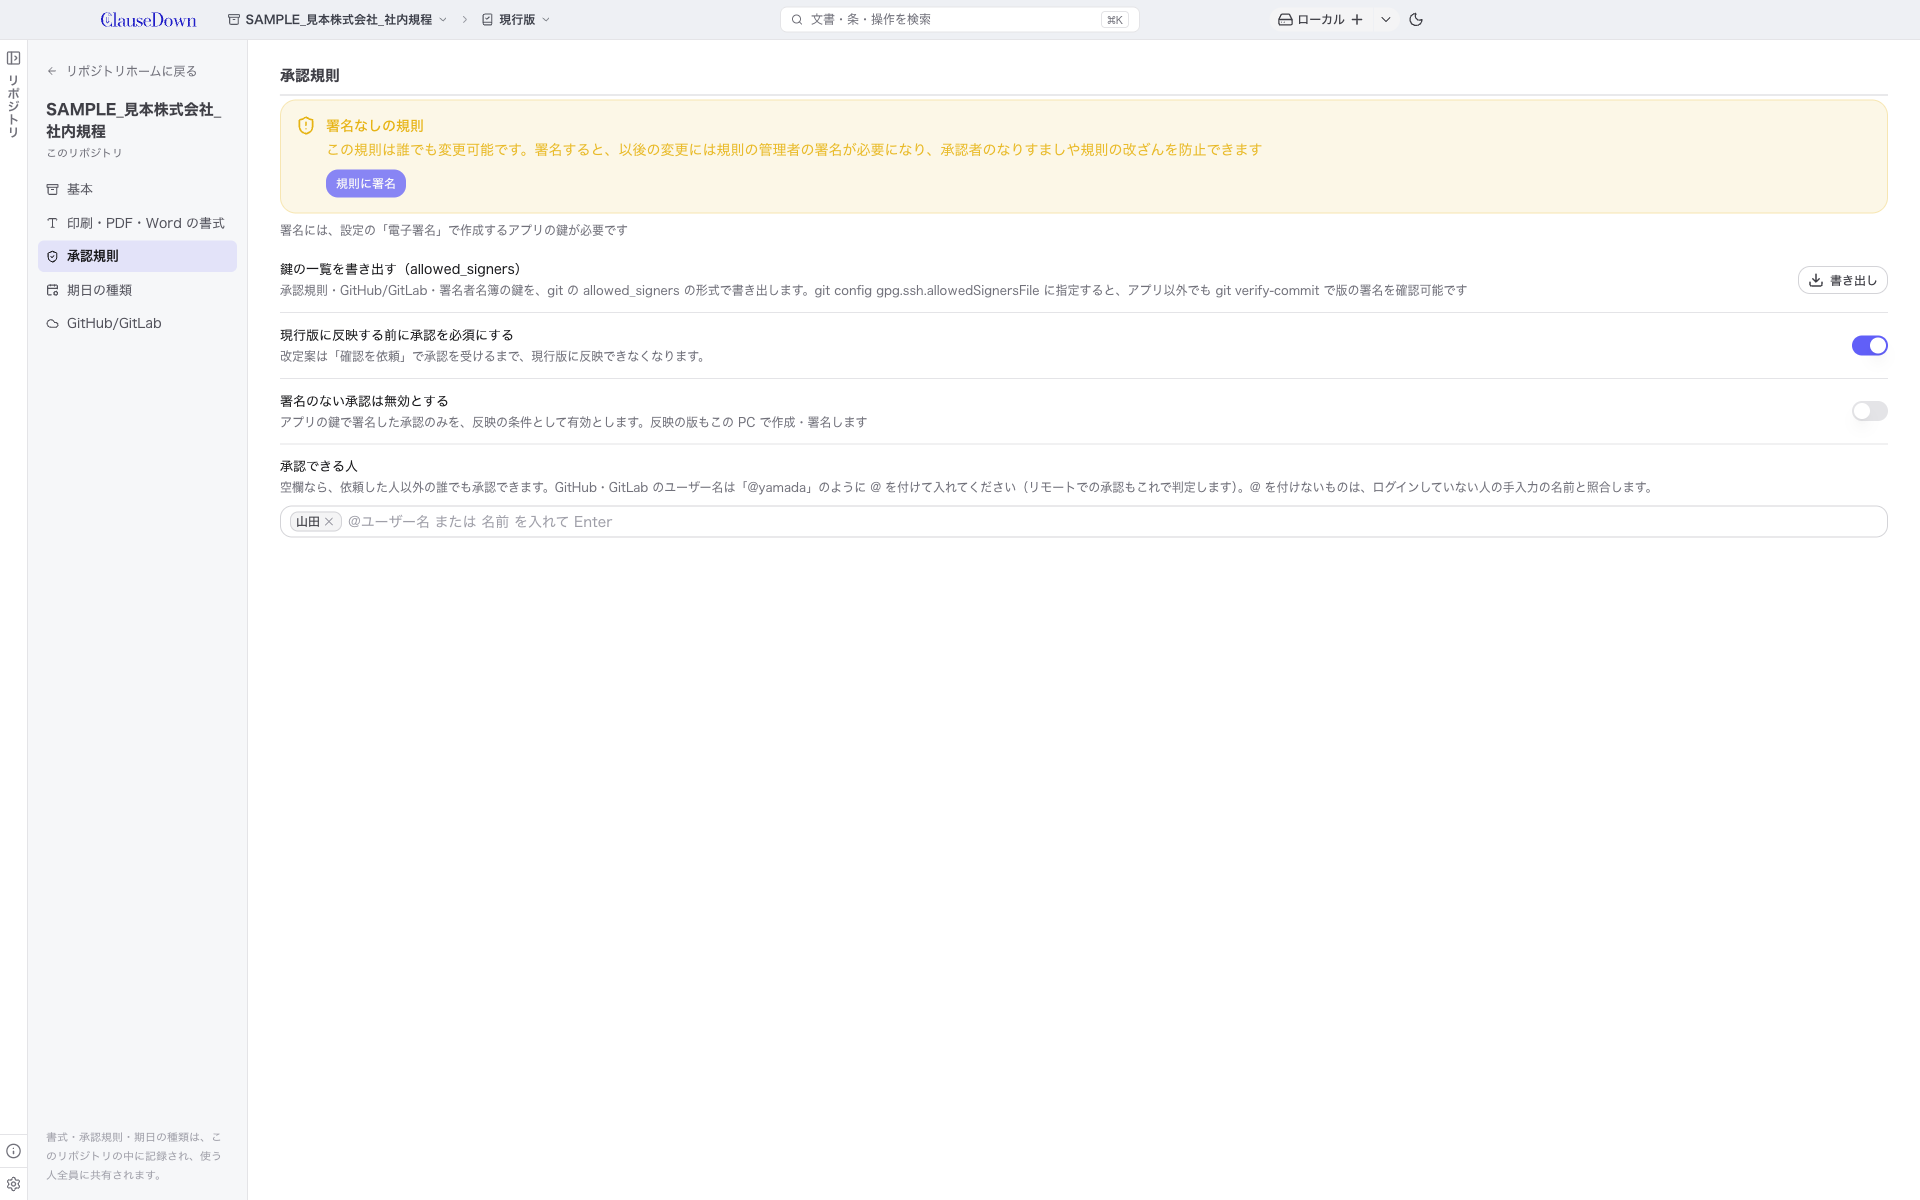 ClauseDown
SAMPLE_見本株式会社_社内規程
現行版
文書・条・操作を検索
⌘K
ローカル
リポジトリ
リポジトリホームに戻る
SAMPLE_見本株式会社_
社内規程
このリポジトリ
基本
印刷・PDF・Word の書式
承認規則
期日の種類
GitHub/GitLab
書式・承認規則・期日の種類は、こ
のリポジトリの中に記録され、使う
人全員に共有されます。
承認規則
署名なしの規則
この規則は誰でも変更可能です。署名すると、以後の変更には規則の管理者の署名が必要になり、承認者のなりすましや規則の改ざんを防止できます
規則に署名
署名には、設定の「電子署名」で作成するアプリの鍵が必要です
鍵の一覧を書き出す（allowed_signers）
承認規則・GitHub/GitLab・署名者名簿の鍵を、git の allowed_signers の形式で書き出します。git config gpg.ssh.allowedSignersFile に指定すると、アプリ以外でも git verify-commit で版の署名を確認可能です
書き出し
現行版に反映する前に承認を必須にする
改定案は「確認を依頼」で承認を受けるまで、現行版に反映できなくなります。
署名のない承認は無効とする
アプリの鍵で署名した承認のみを、反映の条件として有効とします。反映の版もこの PC で作成・署名します
承認できる人
空欄なら、依頼した人以外の誰でも承認できます。GitHub・GitLab のユーザー名は「@yamada」のように @ を付けて入れてください（リモートでの承認もこれで判定します）。@ を付けないものは、ログインしていない人の手入力の名前と照合します。
山田 @ユーザー名 または 名前 を入れて Enter